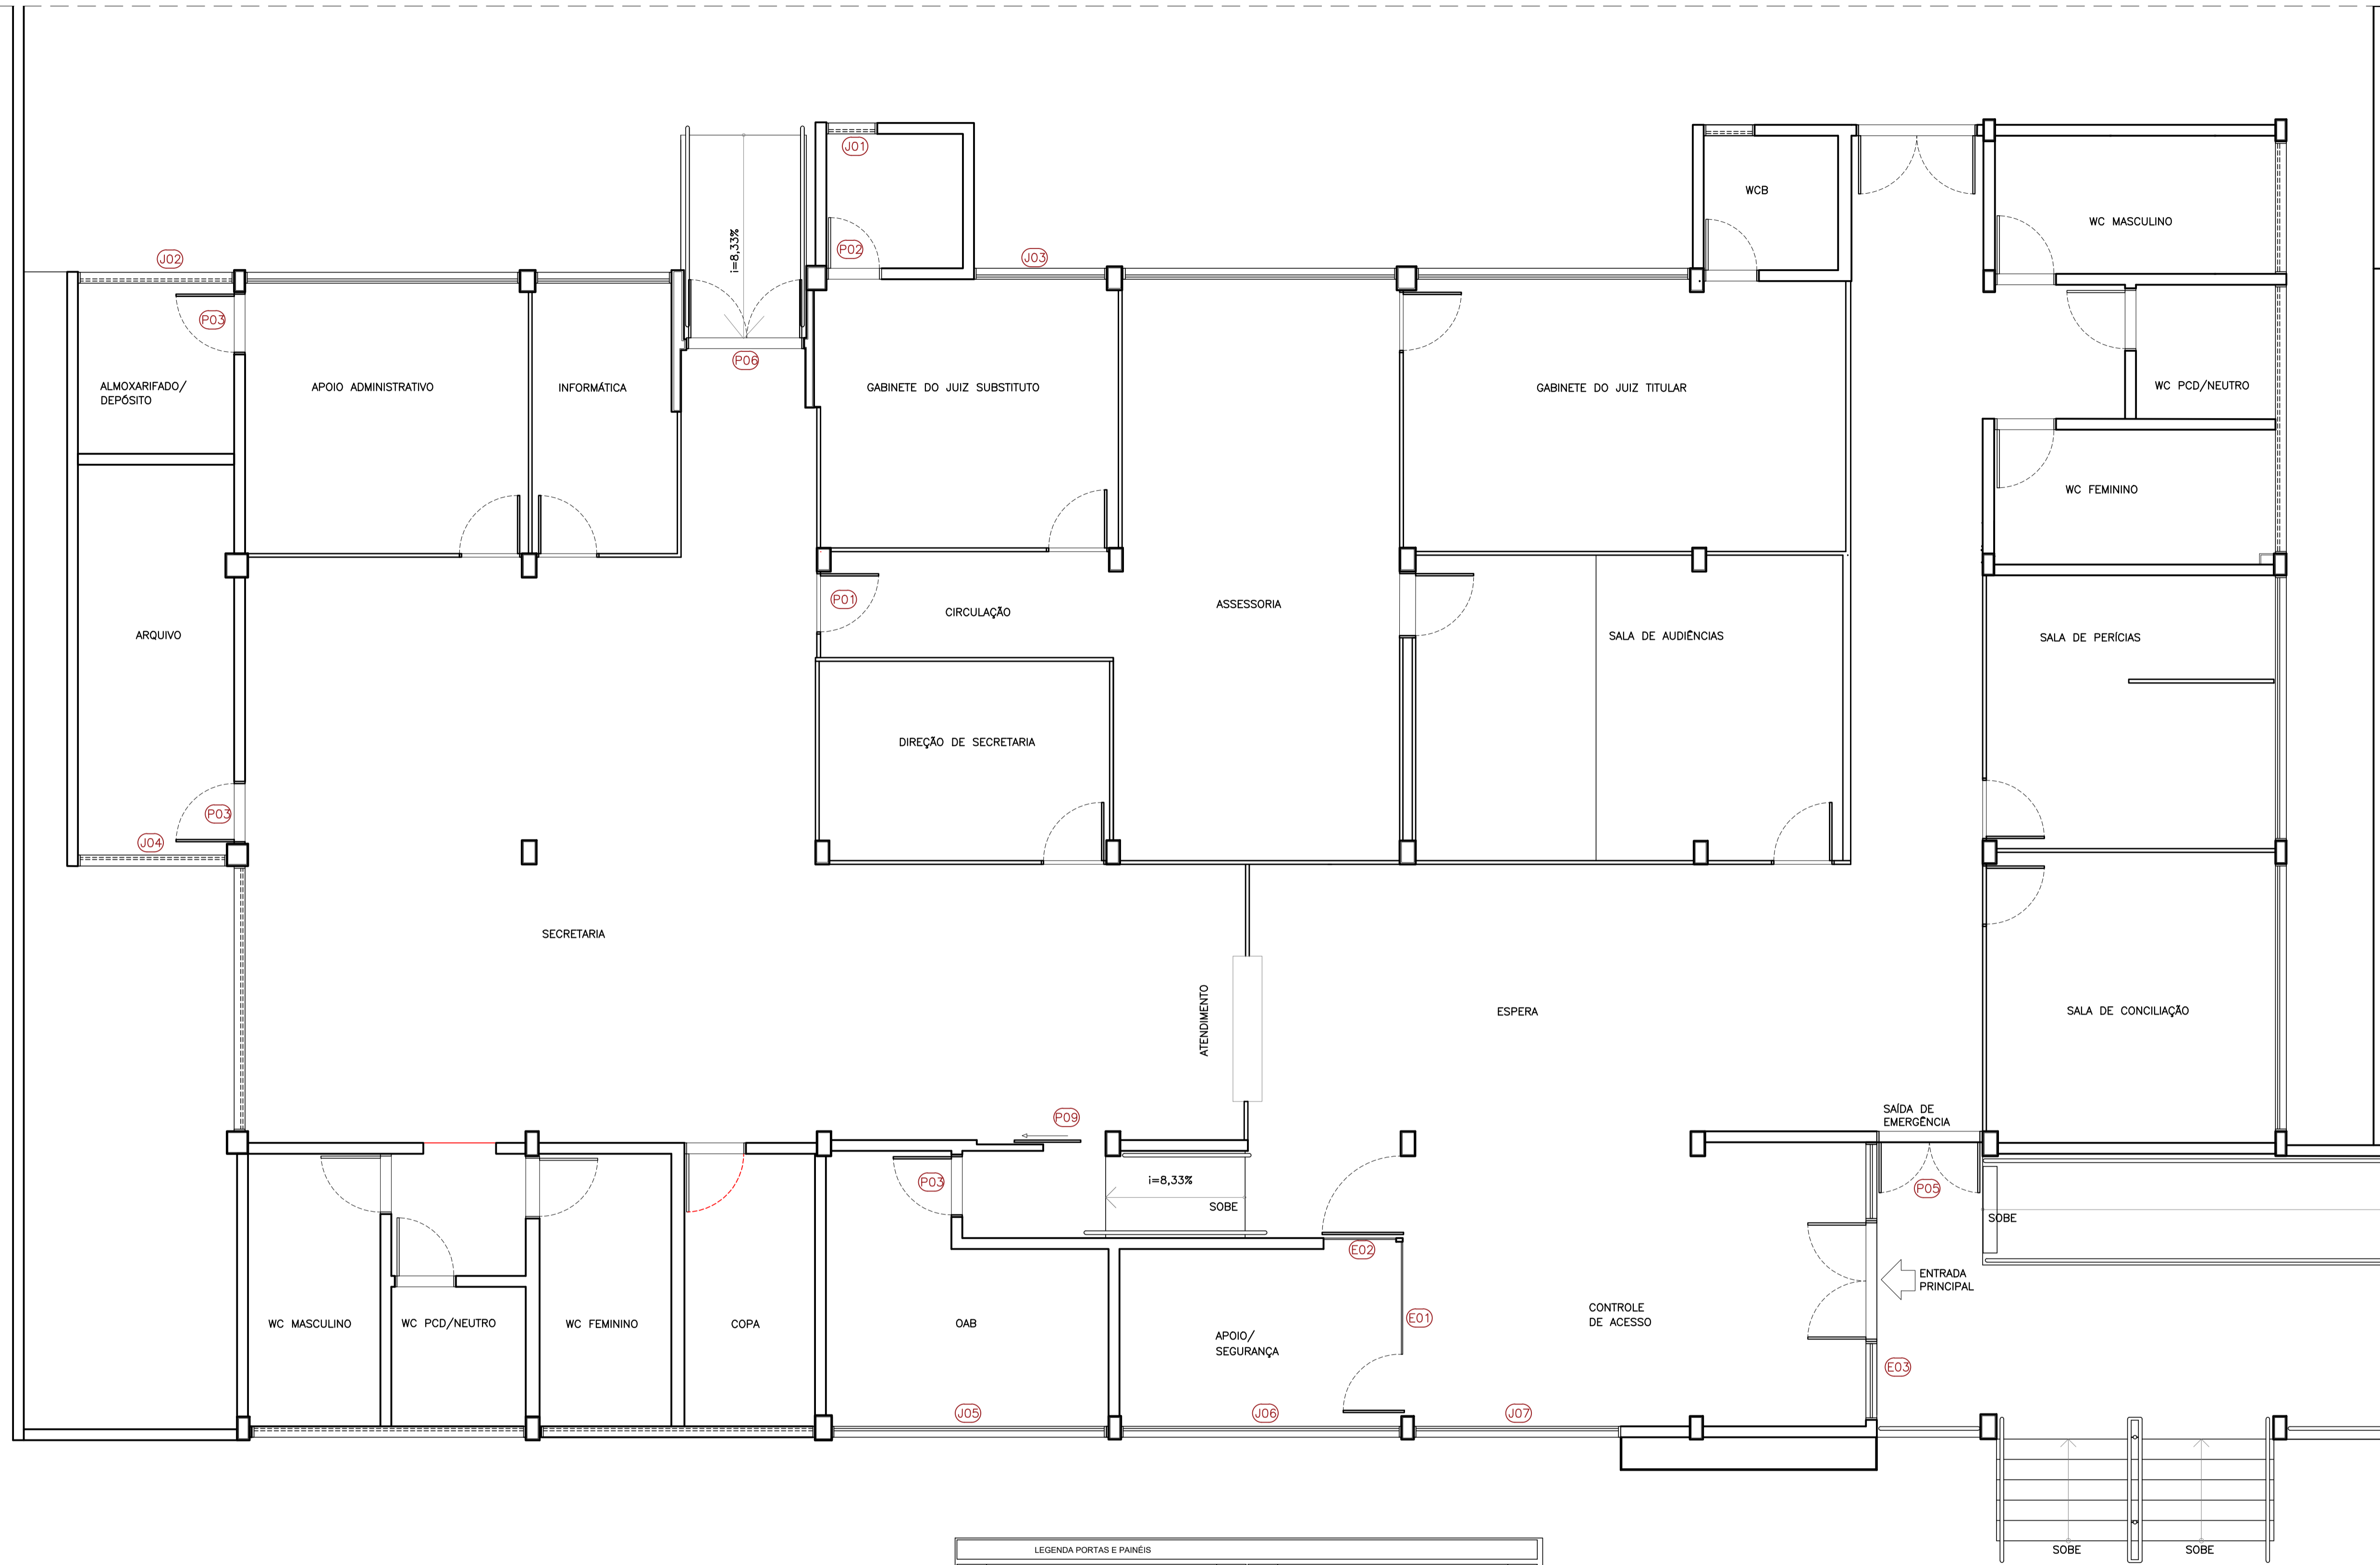 J01
WCB
WC MASCULINO
i=8,33%
P02
J02
J03
P03
P06
ALMOXARIFADO/
DEPÓSITO
APOIO ADMINISTRATIVO
INFORMÁTICA
GABINETE DO JUIZ SUBSTITUTO
GABINETE DO JUIZ TITULAR
WC PCD/NEUTRO
WC FEMININO
P01
CIRCULAÇÃO
ASSESSORIA
ARQUIVO
SALA DE AUDIÊNCIAS
SALA DE PERÍCIAS
DIREÇÃO DE SECRETARIA
P03
J04
SECRETARIA
ATENDIMENTO
ESPERA
SALA DE CONCILIAÇÃO
P09
SAÍDA DE
EMERGÊNCIA
P03
i=8,33%
SOBE
P05
SOBE
E02
ENTRADA
PRINCIPAL
WC MASCULINO
WC PCD/NEUTRO
WC FEMININO
COPA
OAB
APOIO/
SEGURANÇA
E01
CONTROLE
DE ACESSO
E03
J05
J06
J07
SOBE
SOBE
LEGENDA PORTAS E PAINÉIS